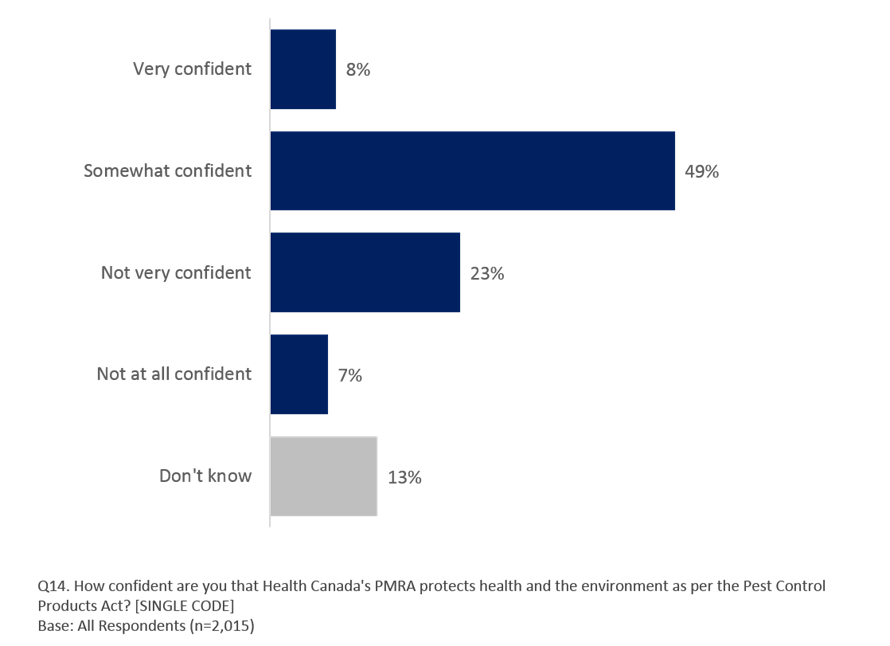 Very confident 8%
Somewhat confident 49%
Not very confident 23%
Not at all confident 7%
Don't know 13%
Q14. How confident are you that Health Canada's PMRA protects health and the environment as per the Pest Control
Products Act? [SINGLE CODE]
Base: All Respondents (n=2,015)